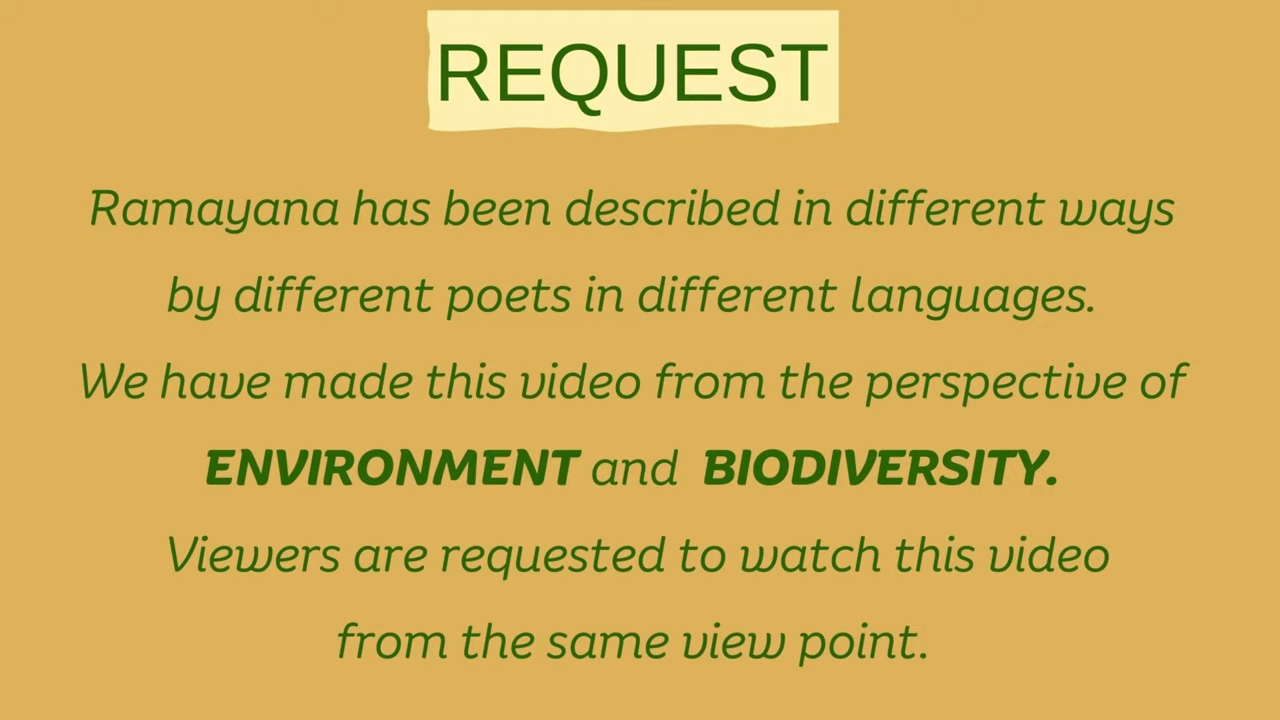 REQUEST
Ramayana has been described in different ways
by different poets in different languages.
We have made this video from the perspective of
ENVIRONMENT and BIODIVERSITY.
Viewers are requested to watch this video
from the same view point.